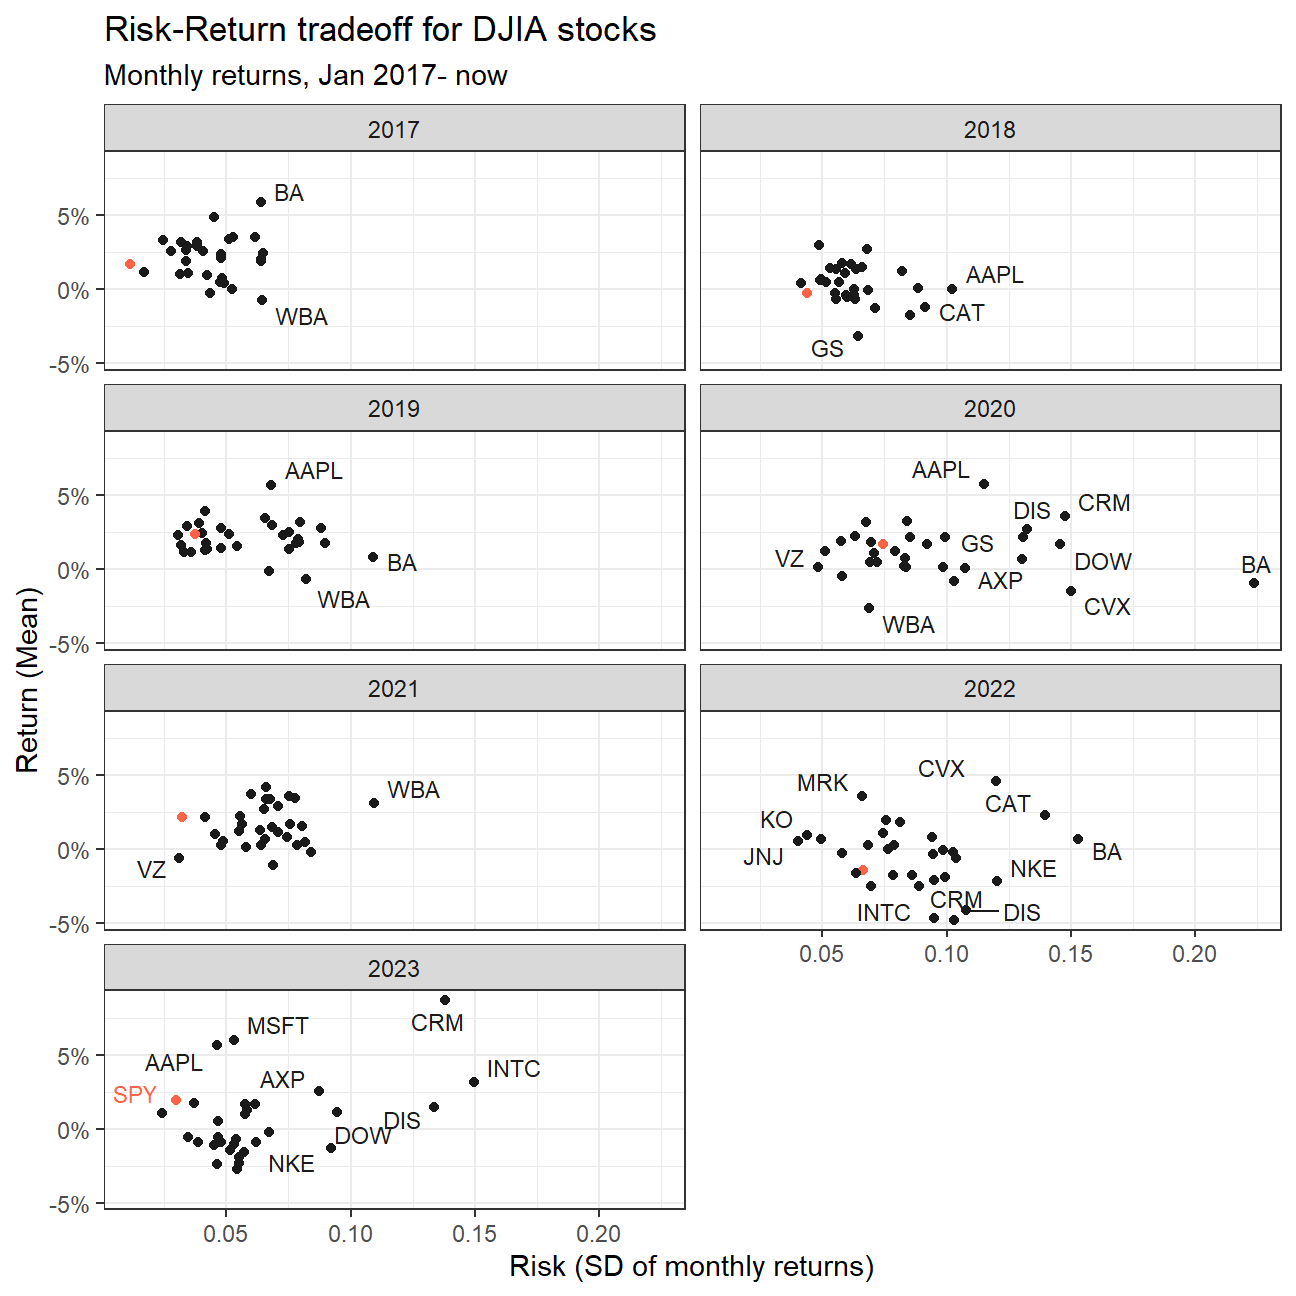 Risk-Return tradeoff for DJIA stocks
Monthly returns, Jan 2017- now
2017
2018
BA
5%
0%
-5%
WBA
AAPL
CAT
GS
2019
2020
AAPL
5%
0%
-5%
BA
WBA
AAPL
CRM
DIS
GS
VZ
DOW
BA
AXP
CVX
WBA
2021
2022
5%
0%
-5%
WBA
VZ
CVX
MRK
CAT
KO
BA
JNJ
NKE
CRM
INTC
DIS
0.05
0.10
0.15
0.20
2023
CRM
MSFT
5%
0%
-5%
AAPL
INTC
AXP
SPY
DIS
DOW
NKE
0.05
0.10
0.15
0.20
Return (Mean)
Risk (SD of monthly returns)